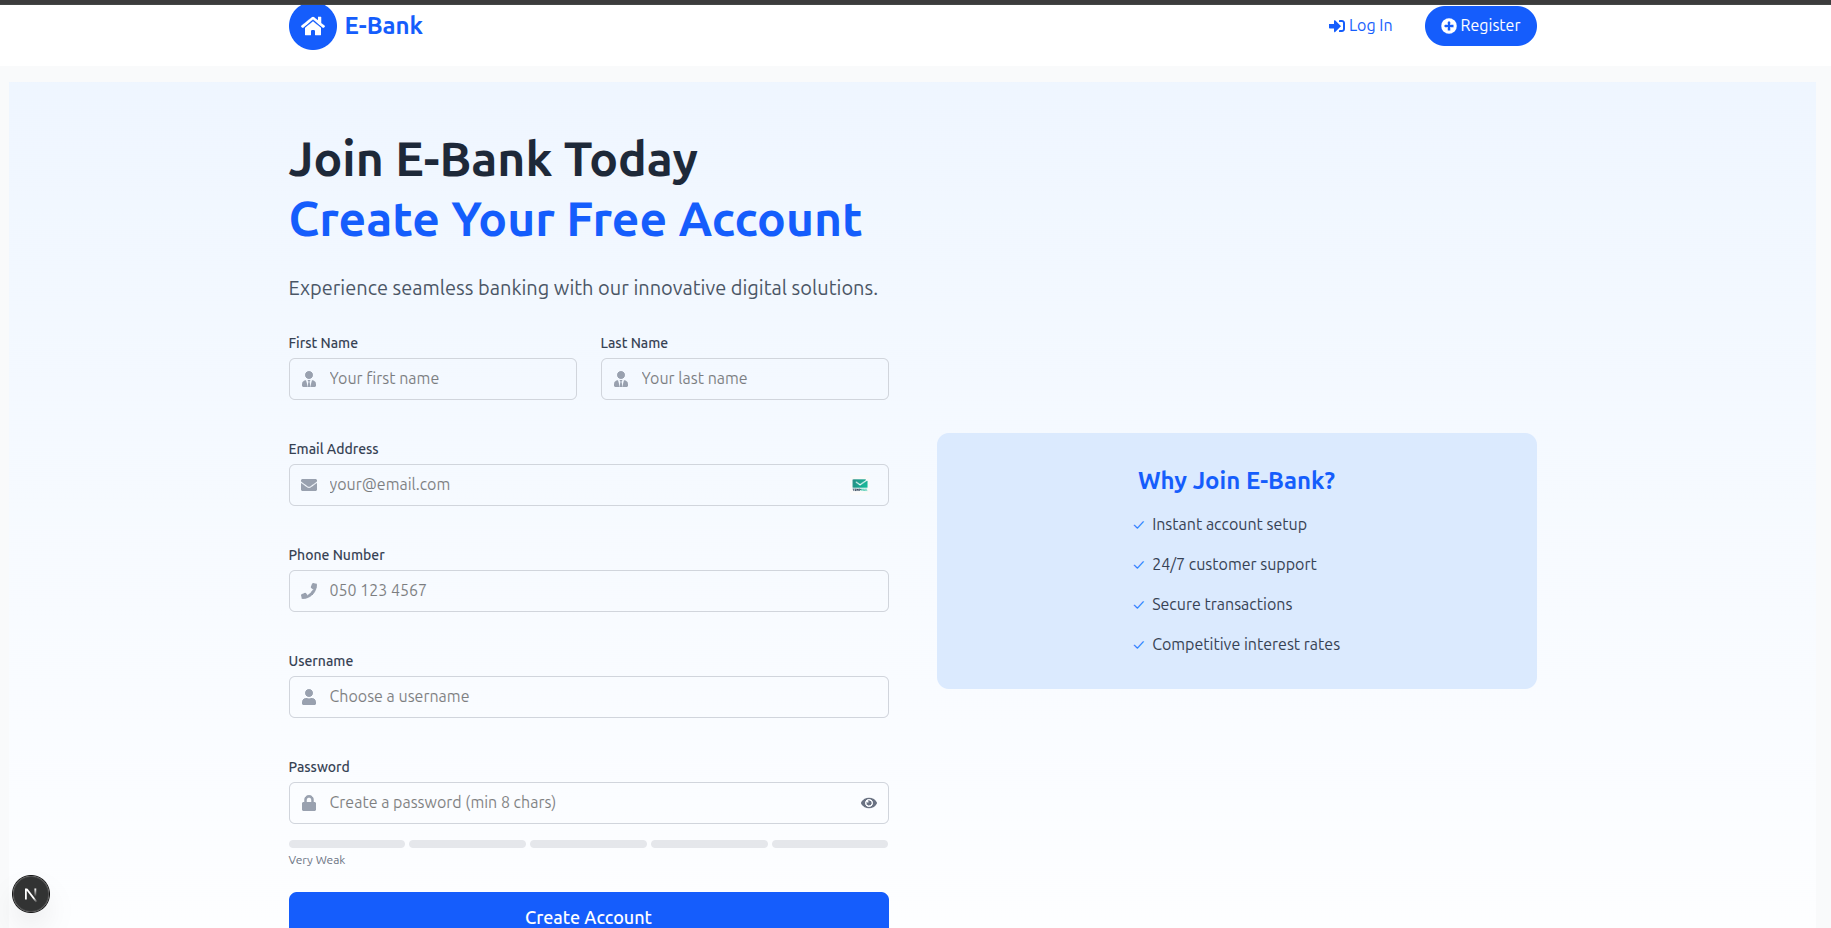 E-Bank
Log In
Register
Join E-Bank Today
Create Your Free Account
Experience seamless banking with our innovative digital solutions.
First Name
Last Name
Your first name
Your last name
Email Address
your@email.com
Phone Number
050 123 4567
Username
Choose a username
Password
Create a password (min 8 chars)
Very Weak
Create Account
Why Join E-Bank?
Instant account setup
24/7 customer support
Secure transactions
Competitive interest rates
N